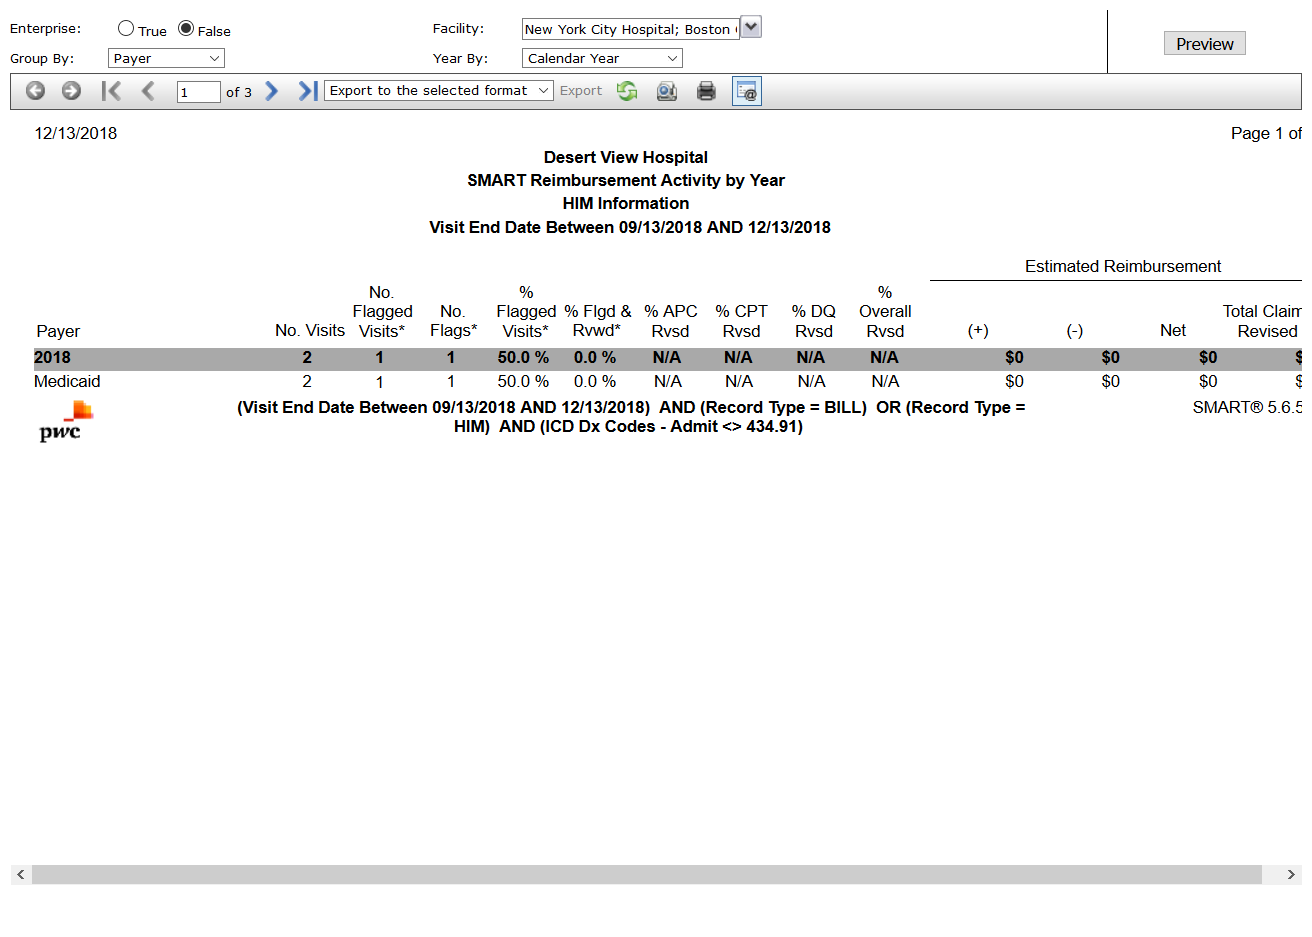 Enterprise: True False Facility: New York City Hospital; Boston
Preview
Group By: Payer Year By: Calendar Year
1 of 3 Export to the selected format Export
12/13/2018 Page 1 of
Desert View Hospital
SMART Reimbursement Activity by Year
HIM Information
Visit End Date Between 09/13/2018 AND 12/13/2018
Estimated Reimbursement
No. % %
Flagged No. Flagged % Flgd & % APC % CPT % DQ Overall Total Claim
Payer No. Visits Visits* Flags* Visits* Rvwd* Rvsd Rvsd Rvsd Rvsd (+) (-) Net Revised
2018 2 1 1 50.0 % 0.0 % N/A N/A N/A N/A $0 $0 $0 $
Medicaid 2 1 1 50.0 % 0.0 % N/A N/A N/A N/A $0 $0 $0 $
(Visit End Date Between 09/13/2018 AND 12/13/2018) AND (Record Type = BILL) OR (Record Type = SMART® 5.6.5
HIM) AND (ICD Dx Codes - Admit <> 434.91)
pwc